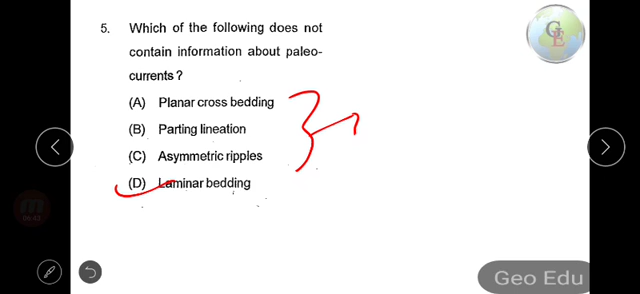 5. Which of the following does not
contain information about paleo-
currents ?
(A) Planar cross bedding
(B) Parting lineation
(C) Asymmetric ripples
(D) Laminar bedding
GE
Geo Edu